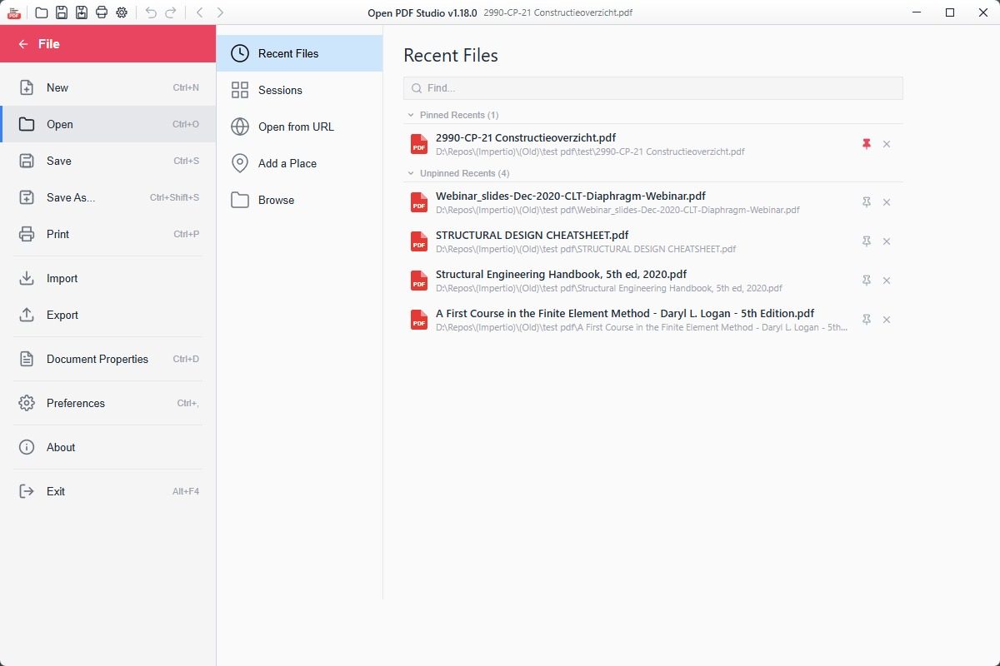 Open PDF Studio v1.18.0 2990-CP-21 Constructieoverzicht.pdf
File
New Ctrl+N
Open Ctrl+O
Save Ctrl+S
Save As... Ctrl+Shift+S
Print Ctrl+P
Import
Export
Document Properties Ctrl+D
Preferences Ctrl+,
About
Exit Alt+F4
Recent Files
Sessions
Open from URL
Add a Place
Browse
Recent Files
Find...
Pinned Recents (1)
PDF
2990-CP-21 Constructieoverzicht.pdf
D:\Repos\(Impertio)\(Old)\test pdf\test\2990-CP-21 Constructieoverzicht.pdf
Unpinned Recents (4)
PDF
Webinar_slides-Dec-2020-CLT-Diaphragm-Webinar.pdf
D:\Repos\(Impertio)\(Old)\test pdf\Webinar_slides-Dec-2020-CLT-Diaphragm-Webinar.pdf
PDF
STRUCTURAL DESIGN CHEATSHEET.pdf
D:\Repos\(Impertio)\(Old)\test pdf\STRUCTURAL DESIGN CHEATSHEET.pdf
PDF
Structural Engineering Handbook, 5th ed, 2020.pdf
D:\Repos\(Impertio)\(Old)\test pdf\Structural Engineering Handbook, 5th ed, 2020.pdf
PDF
A First Course in the Finite Element Method - Daryl L. Logan - 5th Edition.pdf
D:\Repos\(Impertio)\(Old)\test pdf\A First Course in the Finite Element Method - Daryl L. Logan - 5th...